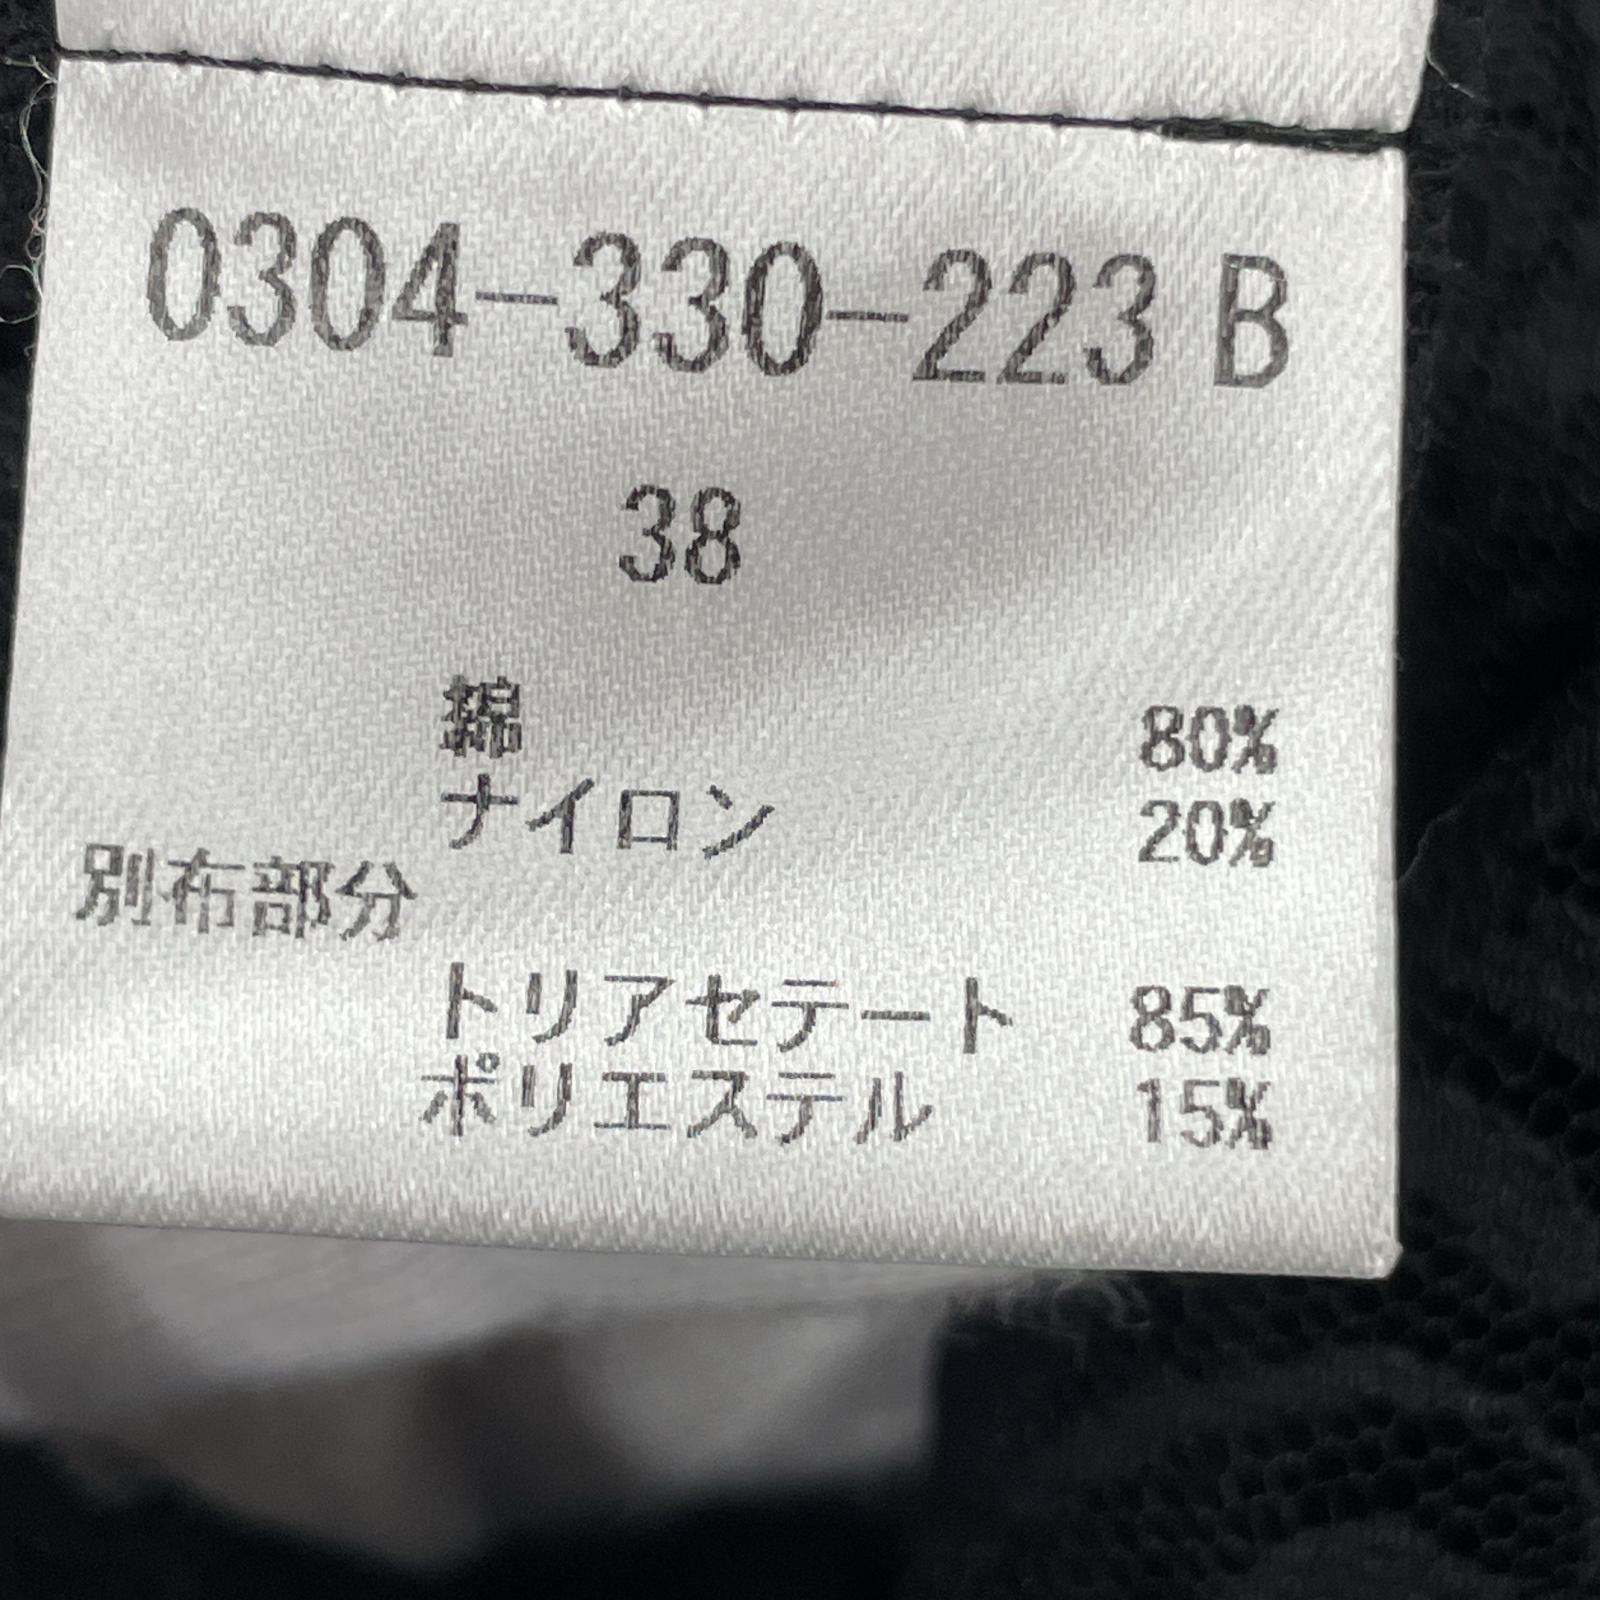 0304-330-223 B
38
綿 80%
ナイロン 20%
別布部分
トリアセテート 85%
ポリエステル 15%